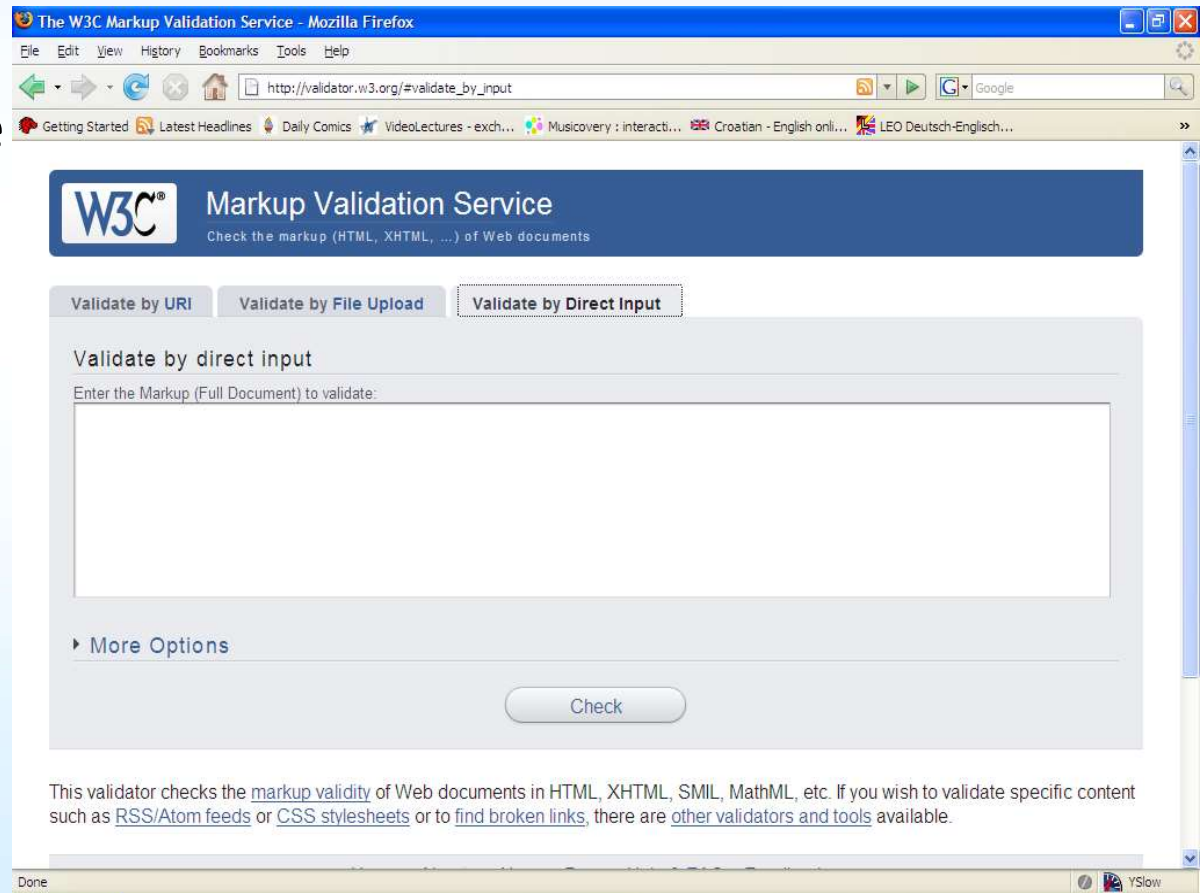 The W3C Markup Validation Service - Mozilla Firefox
File Edit View History Bookmarks Tools Help
http://validator.w3.org/#validate_by_input
G Google
Getting Started Latest Headlines Daily Comics VideoLectures - exch... Musicovery : interacti... Croatian - English onli... LEO Deutsch-Englisch... »
W3C® Markup Validation Service
Check the markup (HTML, XHTML, ...) of Web documents
Validate by URI Validate by File Upload Validate by Direct Input
Validate by direct input
Enter the Markup (Full Document) to validate:
More Options
Check
This validator checks the markup validity of Web documents in HTML, XHTML, SMIL, MathML, etc. If you wish to validate specific content
such as RSS/Atom feeds or CSS stylesheets or to find broken links, there are other validators and tools available.
Done YSlow